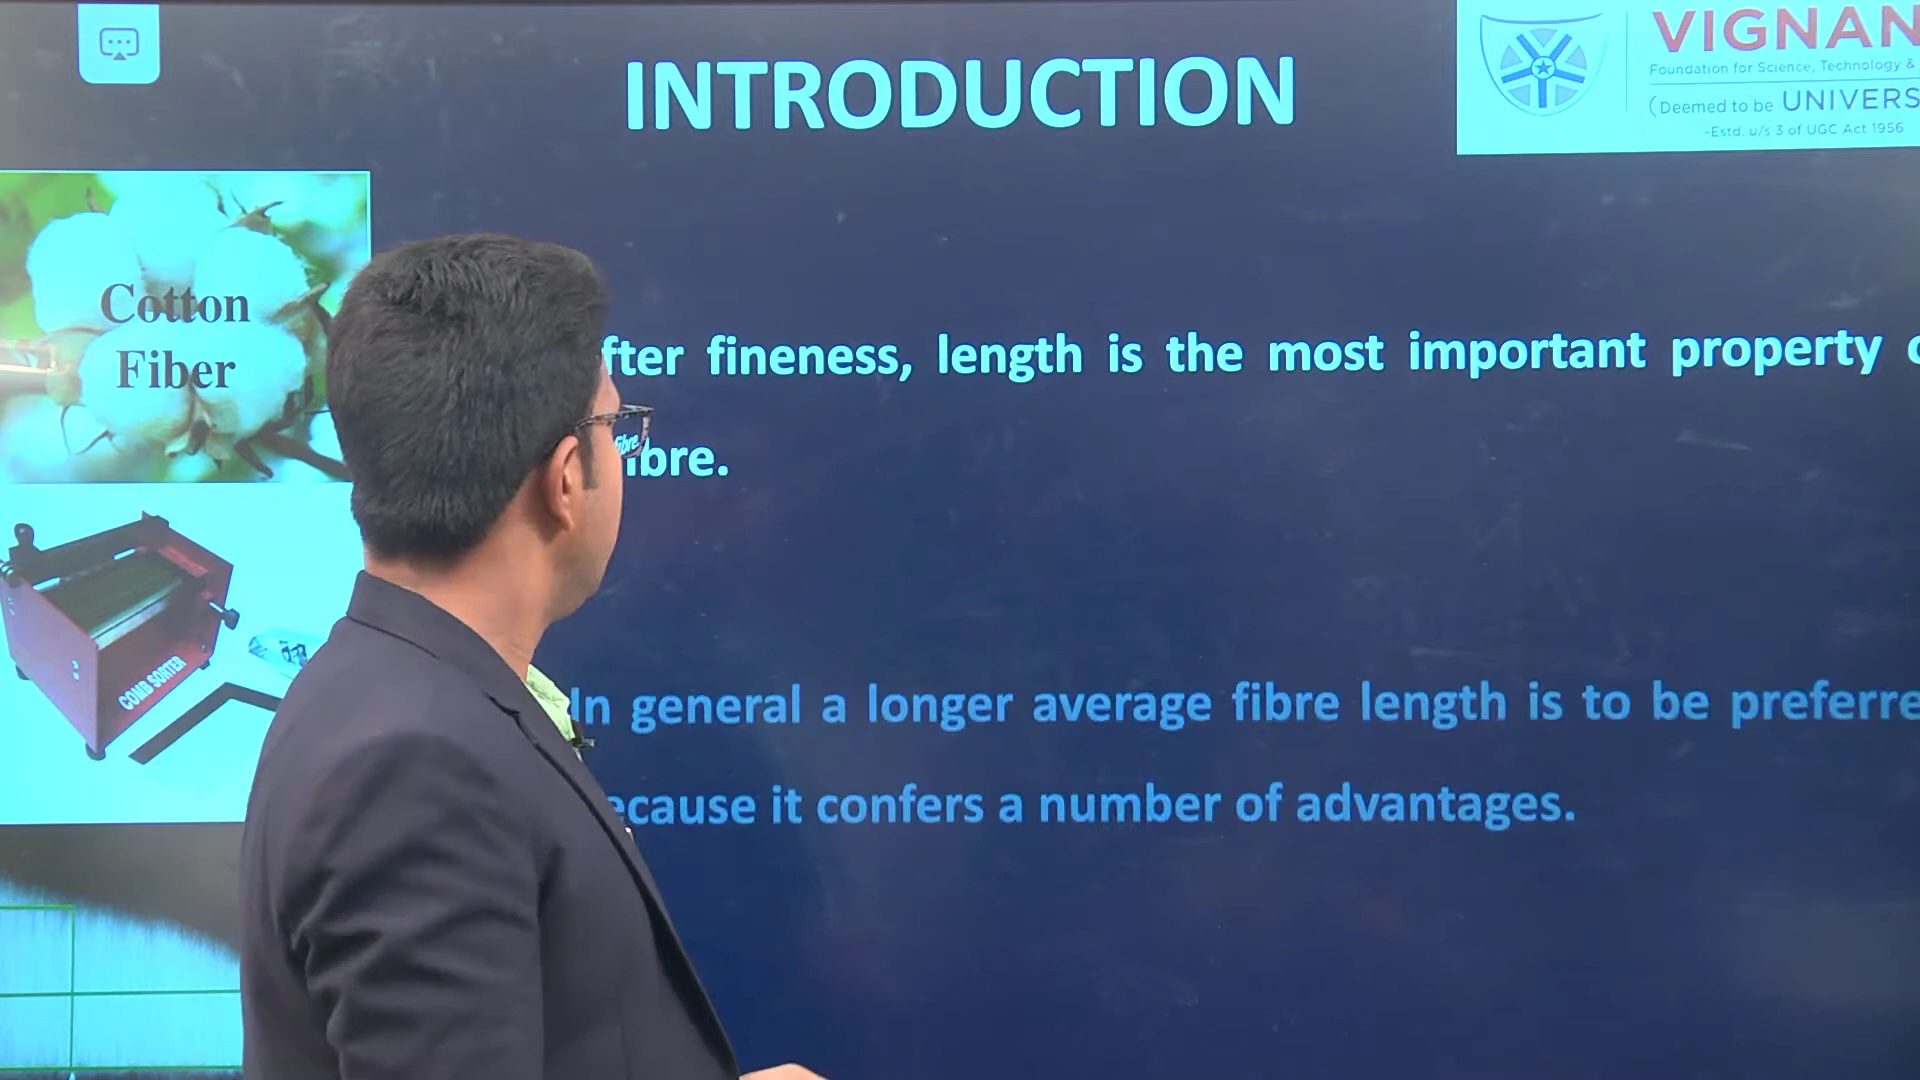 INTRODUCTION
VIGNAN
Foundation for Science, Technology &
(Deemed to be UNIVERS
-Estd. u/s 3 of UGC Act 1956
Cotton
Fiber
fter fineness, length is the most important property
ibre.
COMB SORTER
In general a longer average fibre length is to be preferre
ecause it confers a number of advantages.